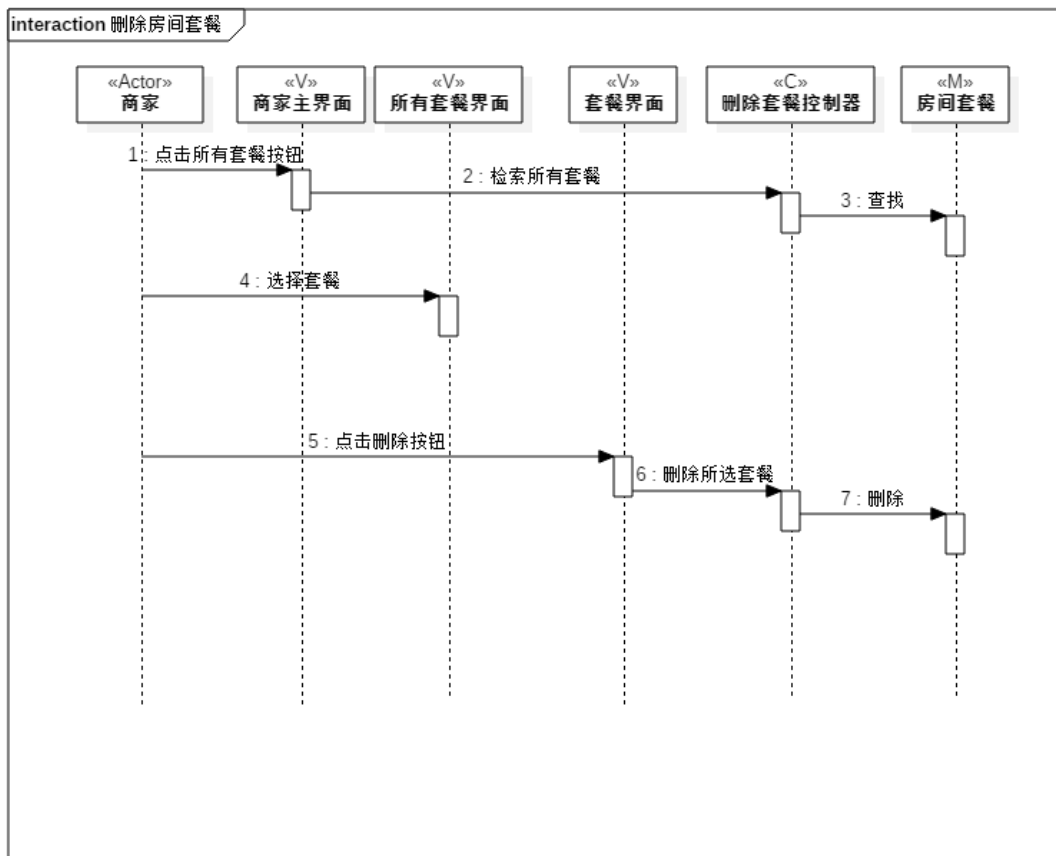 interaction 删除房间套餐
«Actor»
商家
«V»
商家主界面
«V»
所有套餐界面
«V»
套餐界面
«C»
删除套餐控制器
«M»
房间套餐
1 : 点击所有套餐按钮
2 : 检索所有套餐
3 : 查找
4 : 选择套餐
5 : 点击删除按钮
6 : 删除所选套餐
7 : 删除